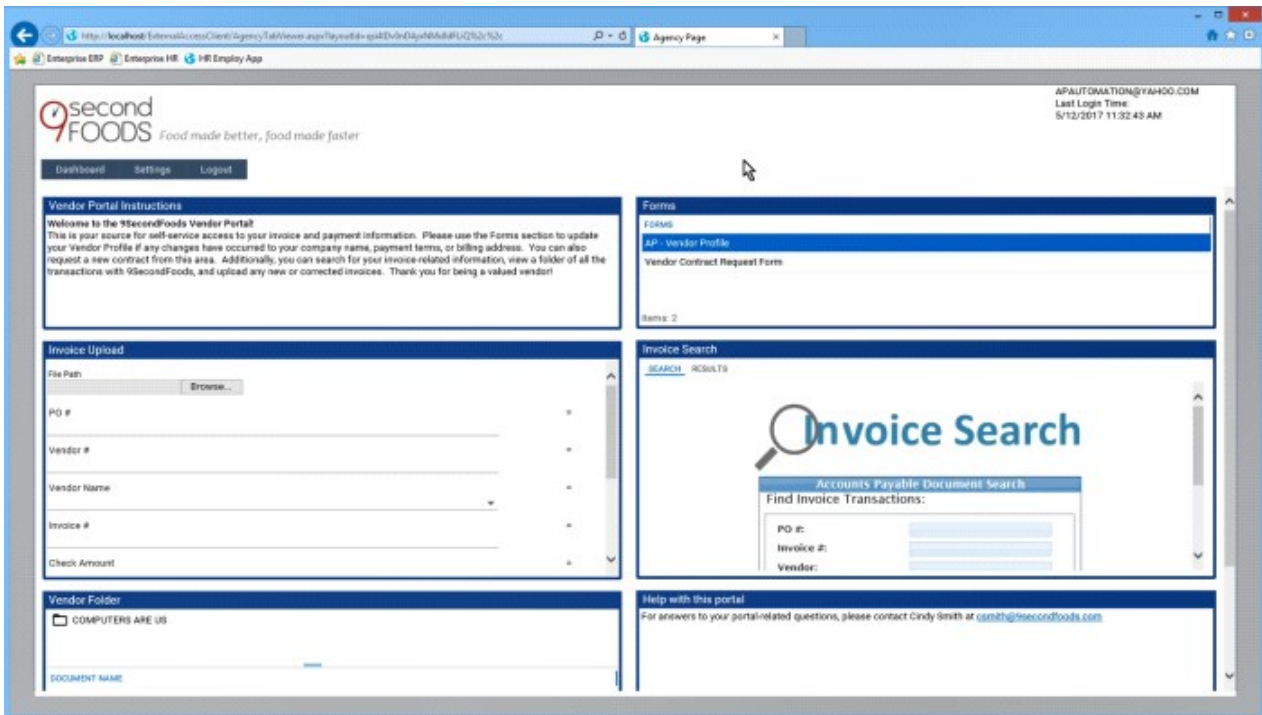 http://localhost/ExternalAccessClient/AgencyTabViewer.aspx?layoutid=
Agency Page
Enterprise ERP Enterprise HR HR Employ App
APAUTOMATION@YAHOO.COM
Last Login Time:
5/12/2017 11:32:43 AM
9second
FOODS Food made better, food made faster
Dashboard Settings Logout
Vendor Portal Instructions
Welcome to the 9SecondFoods Vendor Portal!
This is your source for self-service access to your invoice and payment information. Please use the Forms section to update
your Vendor Profile if any changes have occurred to your company name, payment terms, or billing address. You can also
request a new contract from this area. Additionally, you can search for your invoice-related information, view a folder of all the
transactions with 9SecondFoods, and upload any new or corrected invoices. Thank you for being a valued vendor!
Forms
FORMS
AP - Vendor Profile
Vendor Contract Request Form
Items: 2
Invoice Upload
File Path
Browse...
PO #
Vendor #
Vendor Name
Invoice #
Check Amount
Invoice Search
SEARCH RESULTS
Invoice Search
Accounts Payable Document Search
Find Invoice Transactions:
PO #:
Invoice #:
Vendor:
Vendor Folder
COMPUTERS ARE US
DOCUMENT NAME
Help with this portal
For answers to your portal-related questions, please contact Cindy Smith at csmith@9secondfoods.com